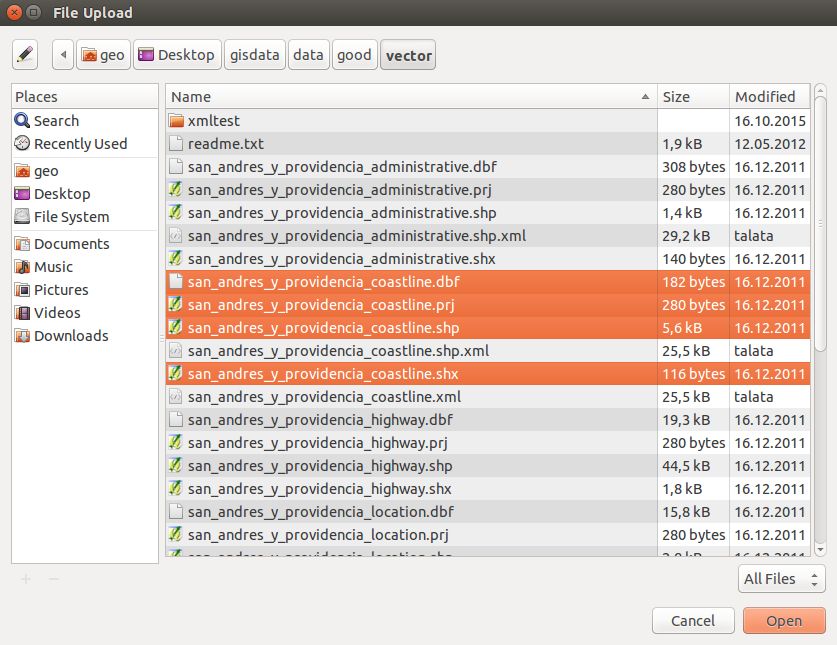 File Upload
geo Desktop gisdata data good vector
Places
Search
Recently Used
geo
Desktop
File System
Documents
Music
Pictures
Videos
Downloads
Name Size Modified
xmltest 16.10.2015
readme.txt 1,9 kB 12.05.2012
san_andres_y_providencia_administrative.dbf 308 bytes 16.12.2011
san_andres_y_providencia_administrative.prj 280 bytes 16.12.2011
san_andres_y_providencia_administrative.shp 1,4 kB 16.12.2011
san_andres_y_providencia_administrative.shp.xml 29,2 kB talata
san_andres_y_providencia_administrative.shx 140 bytes 16.12.2011
san_andres_y_providencia_coastline.dbf 182 bytes 16.12.2011
san_andres_y_providencia_coastline.prj 280 bytes 16.12.2011
san_andres_y_providencia_coastline.shp 5,6 kB 16.12.2011
san_andres_y_providencia_coastline.shp.xml 25,5 kB talata
san_andres_y_providencia_coastline.shx 116 bytes 16.12.2011
san_andres_y_providencia_coastline.xml 25,5 kB talata
san_andres_y_providencia_highway.dbf 19,3 kB 16.12.2011
san_andres_y_providencia_highway.prj 280 bytes 16.12.2011
san_andres_y_providencia_highway.shp 44,5 kB 16.12.2011
san_andres_y_providencia_highway.shx 1,8 kB 16.12.2011
san_andres_y_providencia_location.dbf 15,8 kB 16.12.2011
san_andres_y_providencia_location.prj 280 bytes 16.12.2011
All Files
Cancel Open